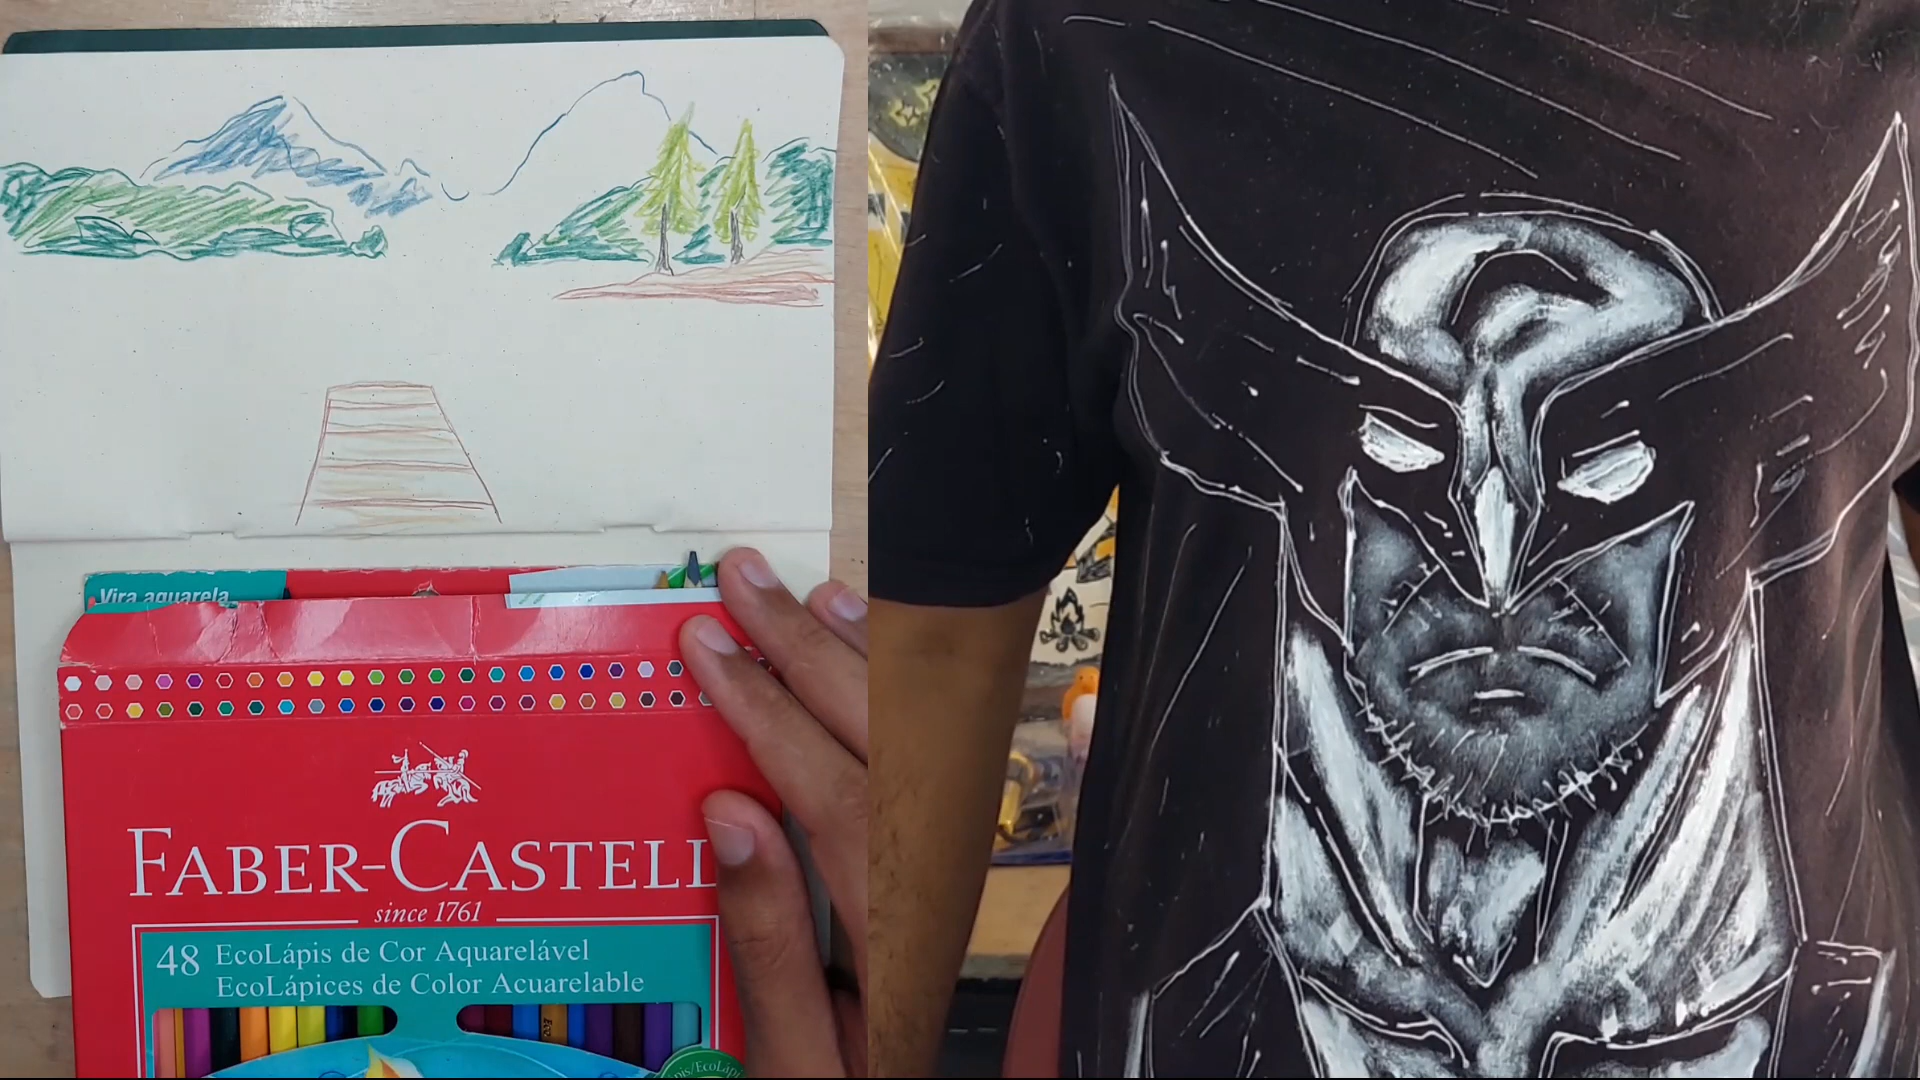 Vira aquarela
FABER-CASTELL
since 1761
48 EcoLápis de Cor Aquarelável
EcoLápices de Color Acuarelable